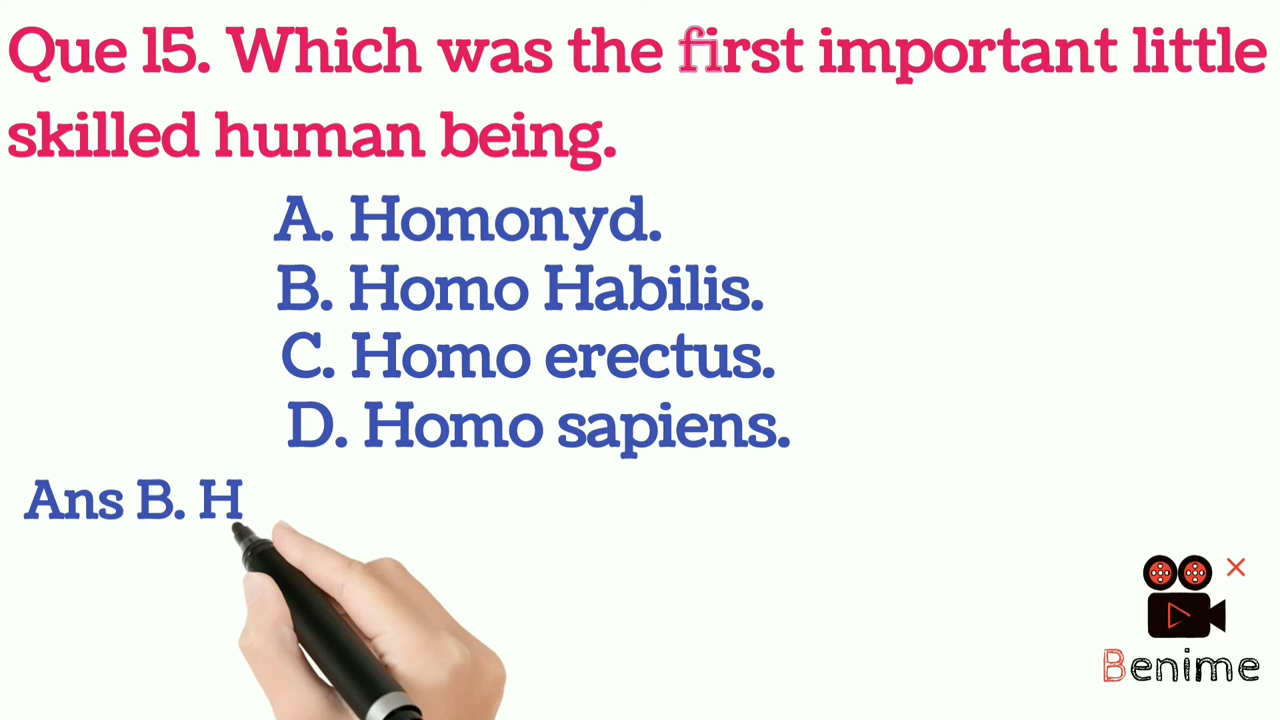 Que 15. Which was the first important little
skilled human being.
A. Homonyd.
B. Homo Habilis.
C. Homo erectus.
D. Homo sapiens.
Ans B. H
Benime